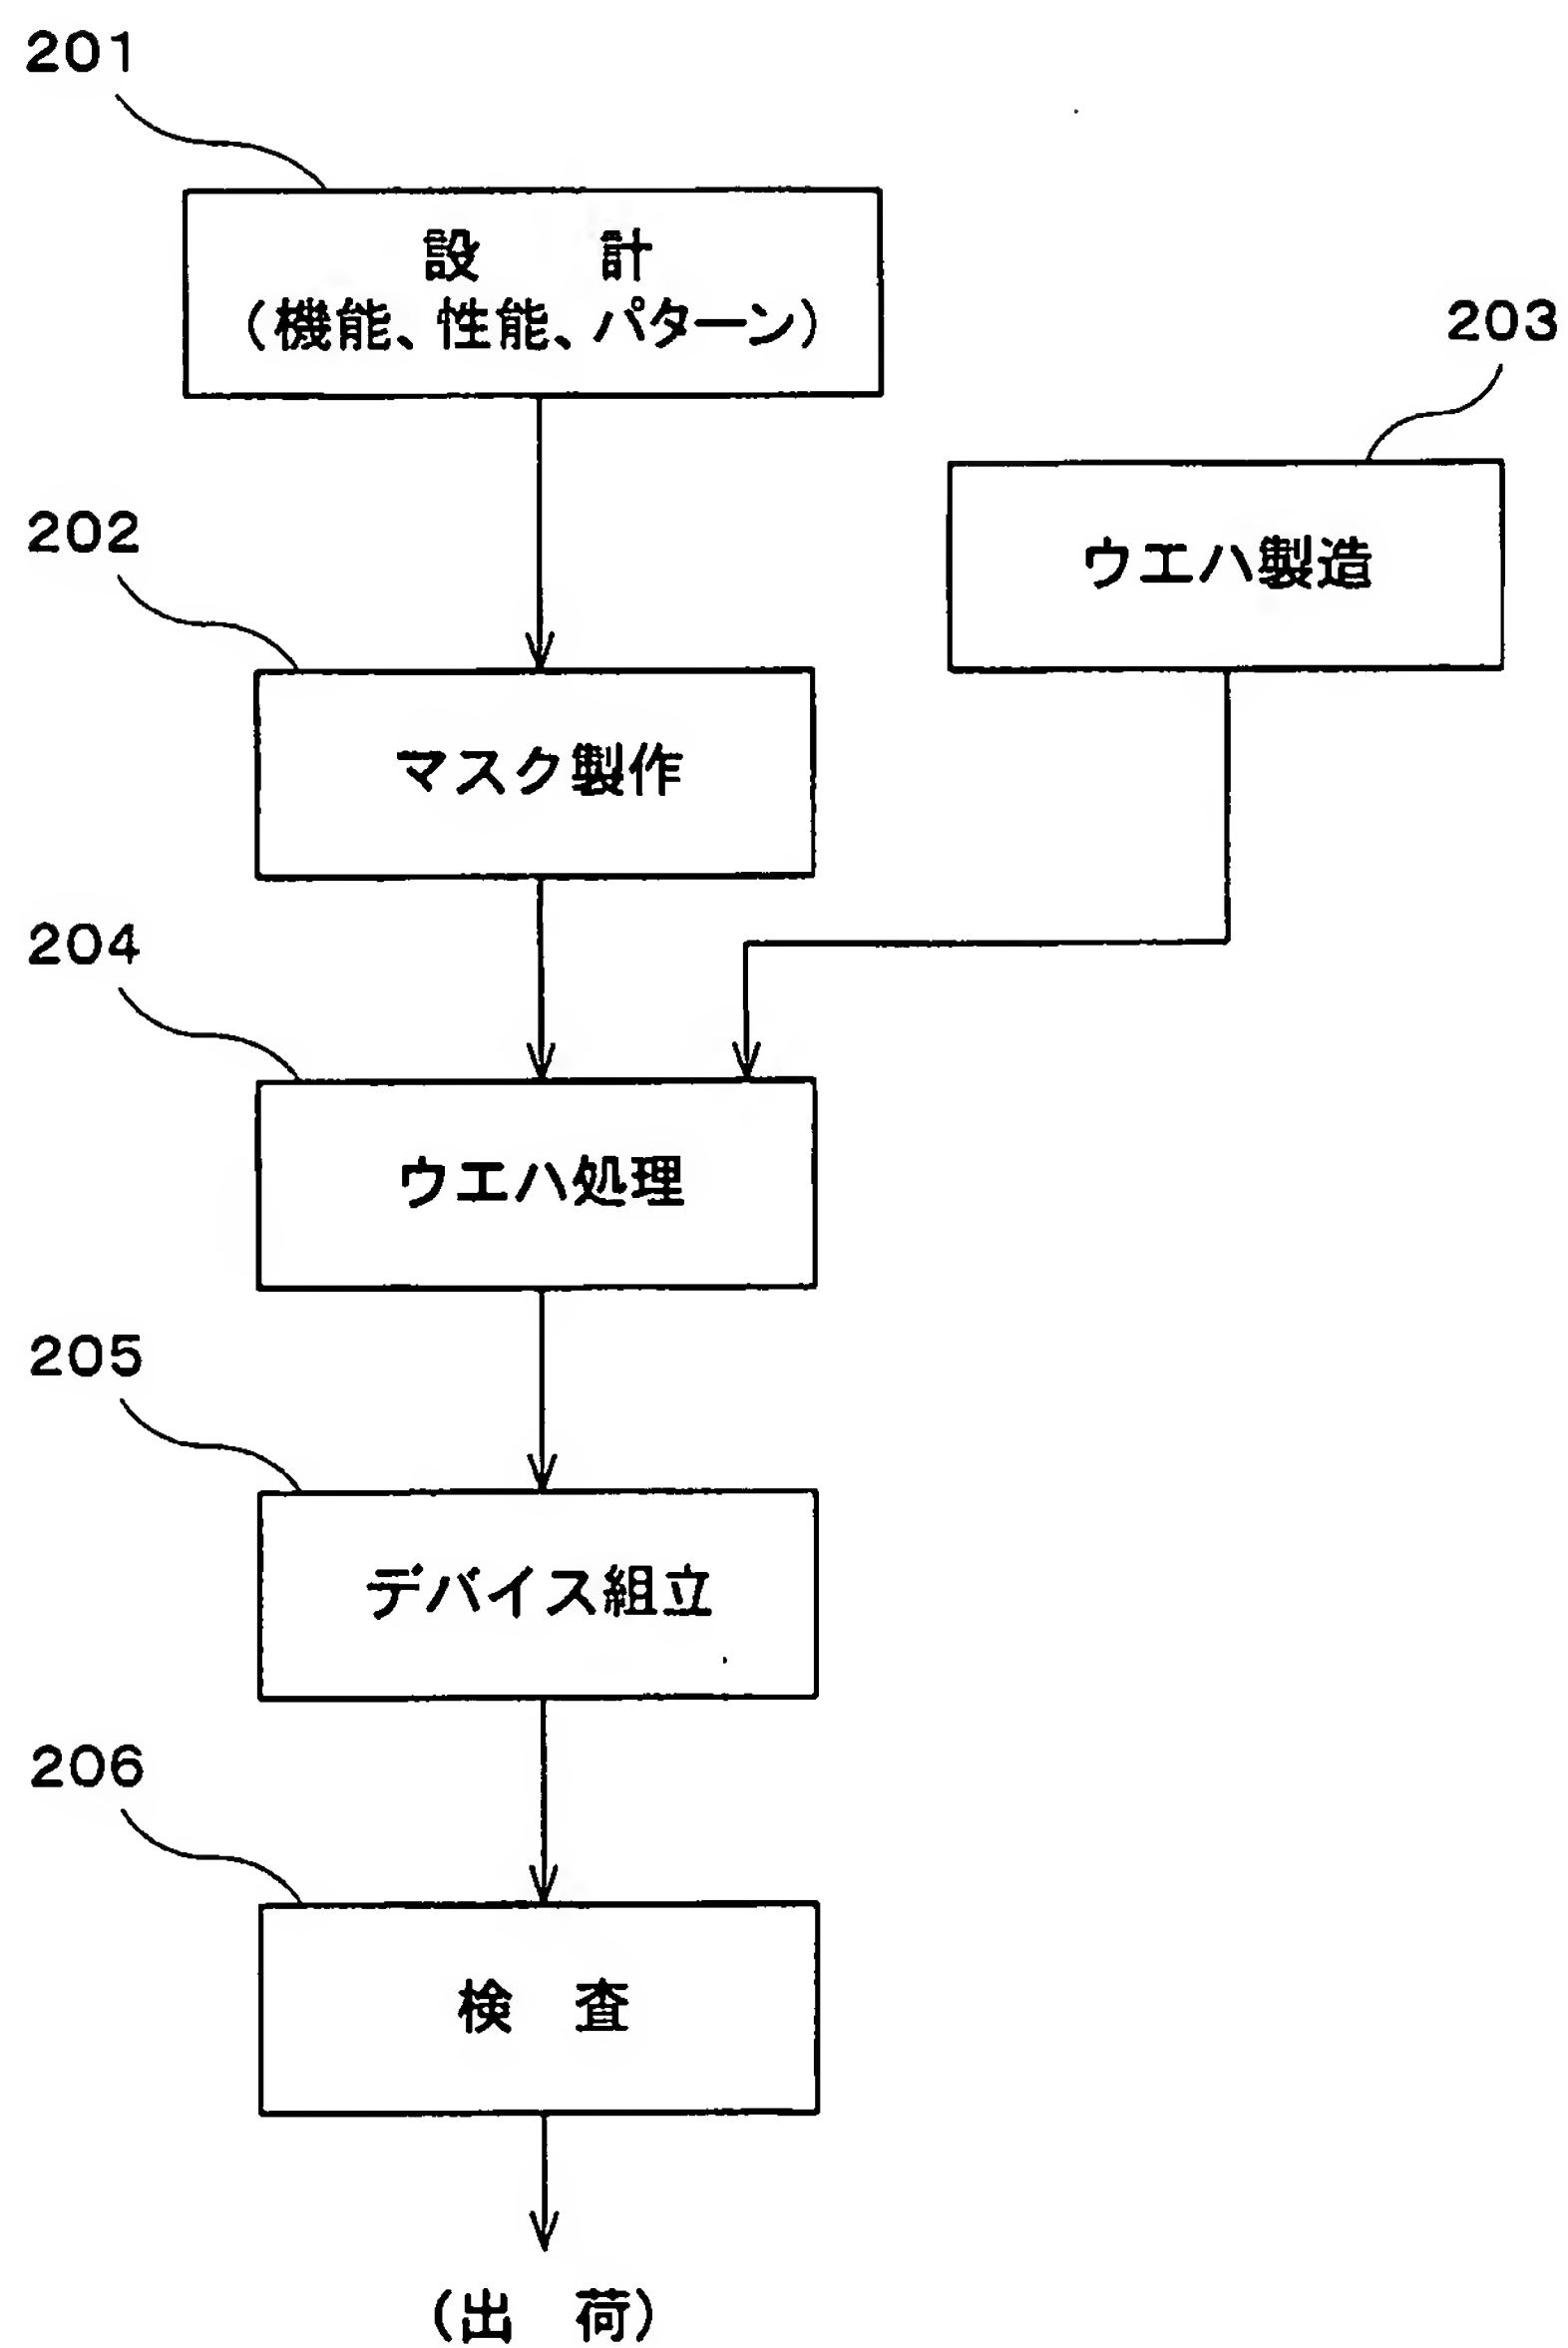 201
設 計
(機能、性能、パターン)
203
ウエハ製造
202
マスク製作
204
ウエハ処理
205
デバイス組立
206
検 査
(出 荷)